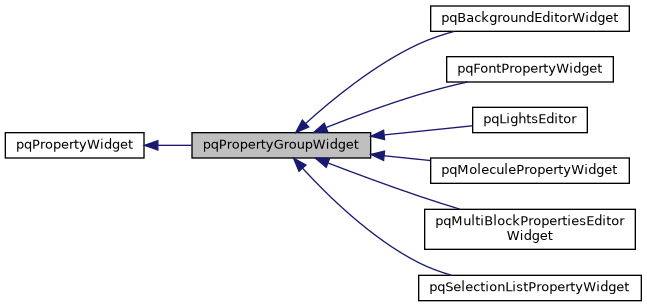 pqPropertyWidget
pqPropertyGroupWidget
pqBackgroundEditorWidget
pqFontPropertyWidget
pqLightsEditor
pqMoleculePropertyWidget
pqMultiBlockPropertiesEditor
Widget
pqSelectionListPropertyWidget